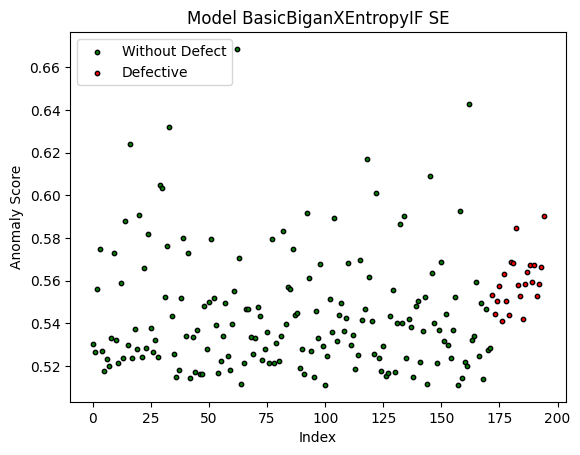 Model BasicBiganXEntropyIF SE
Without Defect
Defective
Anomaly Score
0.66
0.64
0.62
0.60
0.58
0.56
0.54
0.52
0 25 50 75 100 125 150 175 200
Index